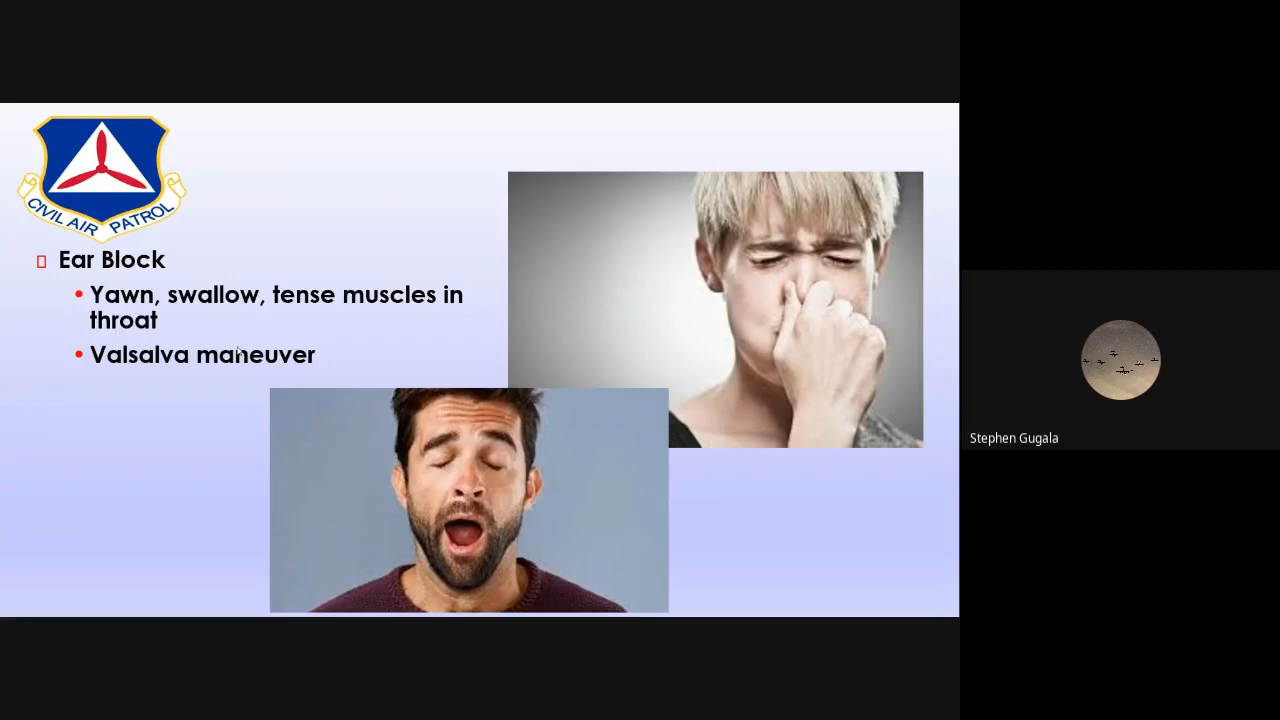 CIVIL AIR PATROL
Ear Block
• Yawn, swallow, tense muscles in
throat
• Valsalva maneuver
Stephen Gugala